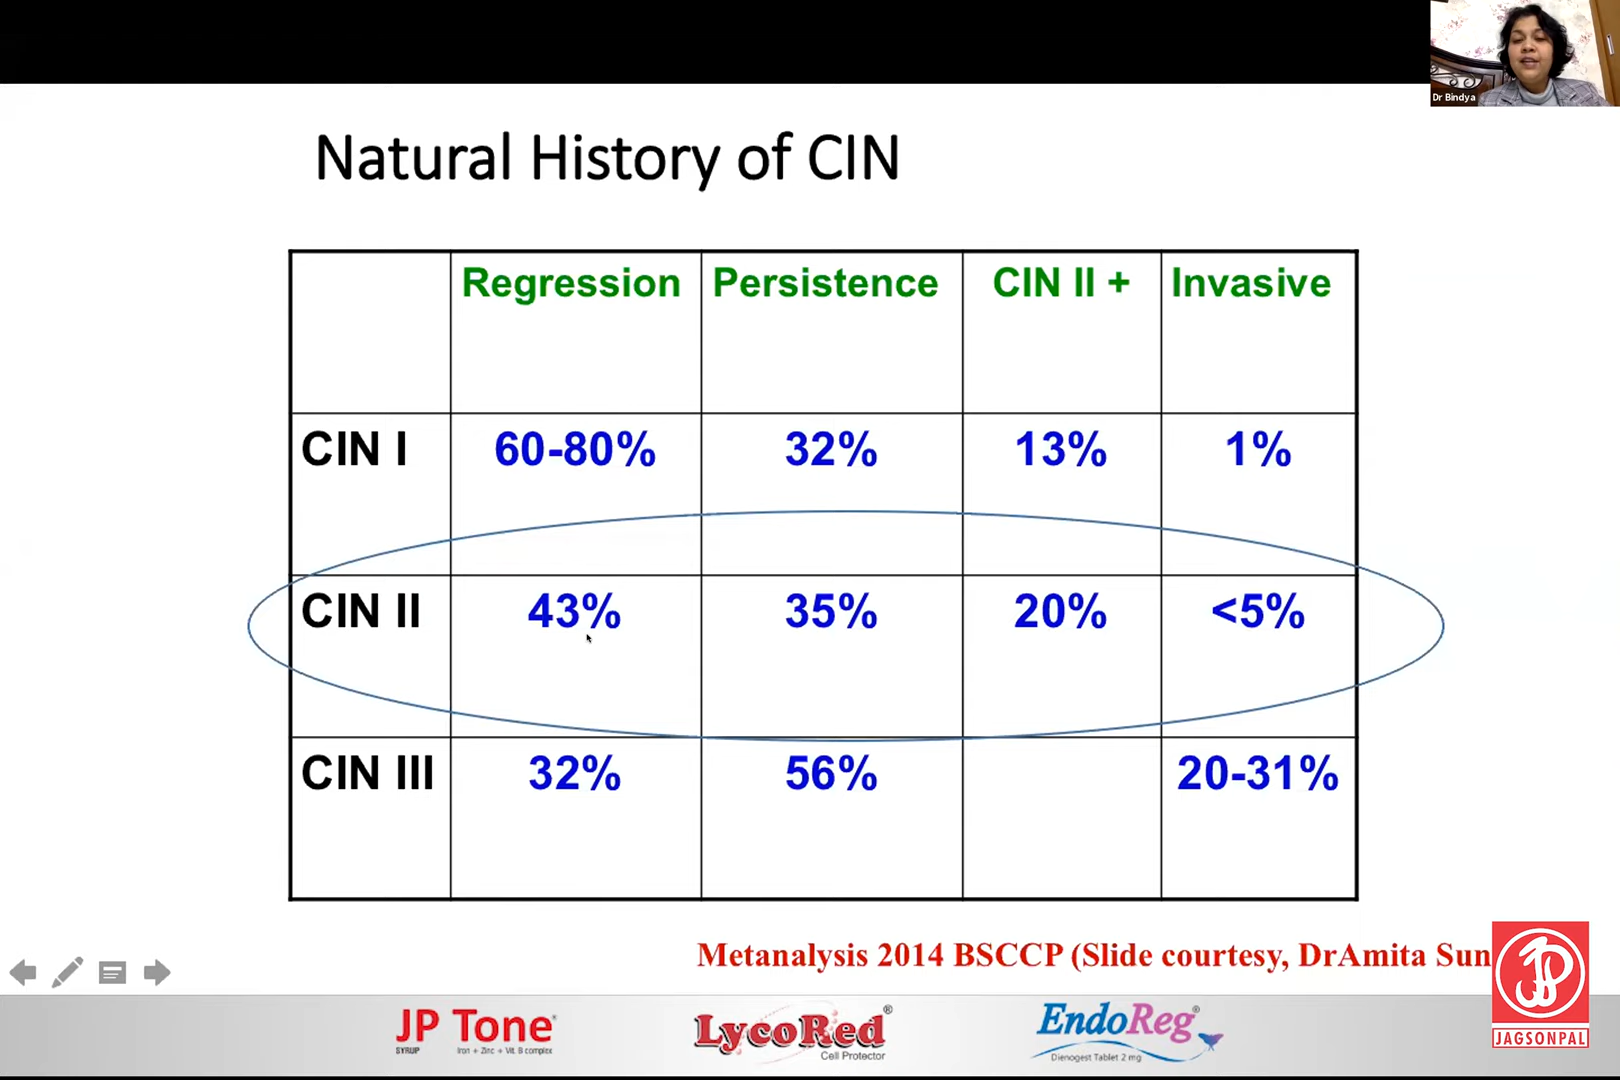 Dr Bindya
Natural History of CIN
Regression Persistence CIN II + Invasive
CIN I 60-80% 32% 13% 1%
CIN II 43% 35% 20% <5%
CIN III 32% 56% 20-31%
Metanalysis 2014 BSCCP (Slide courtesy, DrAmita Sun
JP Tone
SYRUP Iron + Zinc + Vit. B complex
LycoRed®
Cell Protector
EndoReg®
Dienogest Tablet 2 mg
JAGSONPAL